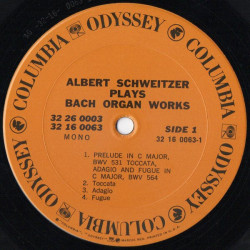 COLUMBIA ODYSSEY COLUMBIA ODYSSEY COLUMBIA ODYSSEY COLUMBIA ODYSSEY
ALBERT SCHWEITZER
PLAYS
BACH ORGAN WORKS
32 26 0003
32 16 0063
MONO
SIDE 1
32 16 0063-1
1. PRELUDE IN C MAJOR,
BWV 531 TOCCATA,
ADAGIO AND FUGUE IN
C MAJOR, BWV 564
2. Toccata
3. Adagio
4. Fugue